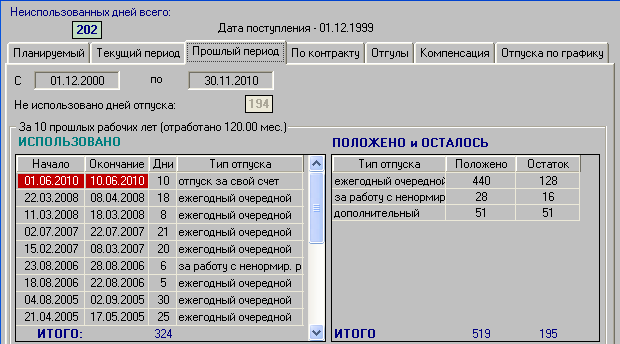 Неиспользованных дней всего:
202
Дата поступления - 01.12.1999
Планируемый Текущий период Прошлый период По контракту Отгулы Компенсация Отпуска по графику
С 01.12.2000 по 30.11.2010
Не использовано дней отпуска: 194
За 10 прошлых рабочих лет (отработано 120.00 мес.)
ИСПОЛЬЗОВАНО
Начало Окончание Дни Тип отпуска
01.06.2010 10.06.2010 10 отпуск за свой счет
22.03.2008 08.04.2008 18 ежегодный очередной
11.03.2008 18.03.2008 8 ежегодный очередной
02.07.2007 22.07.2007 21 ежегодный очередной
15.02.2007 08.03.2007 20 ежегодный очередной
23.08.2006 28.08.2006 6 за работу с ненормир. р
18.08.2006 22.08.2006 5 ежегодный очередной
04.08.2005 02.09.2005 30 ежегодный очередной
21.04.2005 17.05.2005 25 ежегодный очередной
ИТОГО: 324
ПОЛОЖЕНО и ОСТАЛОСЬ
Тип отпуска Положено Остаток
ежегодный очередной 440 128
за работу с ненормир 28 16
дополнительный 51 51
ИТОГО 519 195